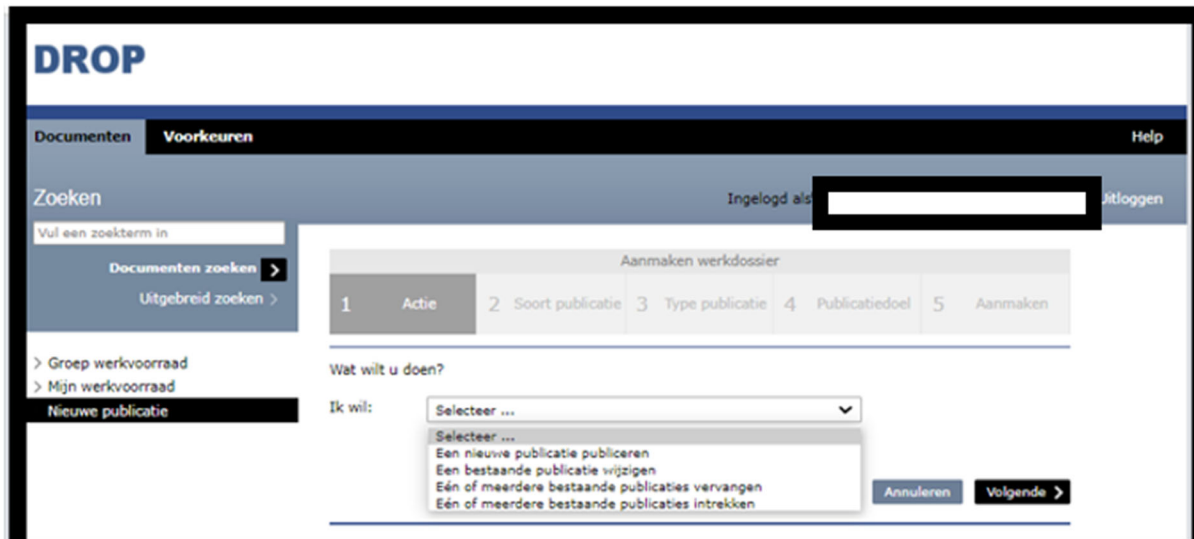 DROP
Documenten Voorkeuren Help
Zoeken
Ingelogd als Uitloggen
Vul een zoekterm in
Documenten zoeken
Uitgebreid zoeken >
Aanmaken werkdossier
1 Actie 2 Soort publicatie 3 Type publicatie 4 Publicatiedoel 5 Aanmaken
> Groep werkvoorraad
> Mijn werkvoorraad
Nieuwe publicatie
Wat wilt u doen?
Ik wil: Selecteer ...
Selecteer ...
Een nieuwe publicatie publiceren
Een bestaande publicatie wijzigen
Eén of meerdere bestaande publicaties vervangen
Eén of meerdere bestaande publicaties intrekken
Annuleren Volgende >